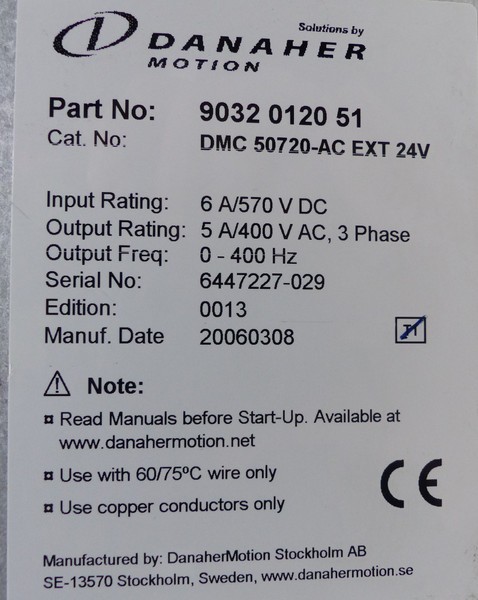 Solutions by
DANAHER
MOTION
Part No: 9032 0120 51
Cat. No: DMC 50720-AC EXT 24V
Input Rating: 6 A/570 V DC
Output Rating: 5 A/400 V AC, 3 Phase
Output Freq: 0 - 400 Hz
Serial No: 6447227-029
Edition: 0013
Manuf. Date 20060308
Note:
¤ Read Manuals before Start-Up. Available at
www.danahermotion.net
¤ Use with 60/75ºC wire only
¤ Use copper conductors only
CE
Manufactured by: DanaherMotion Stockholm AB
SE-13570 Stockholm, Sweden, www.danahermotion.se